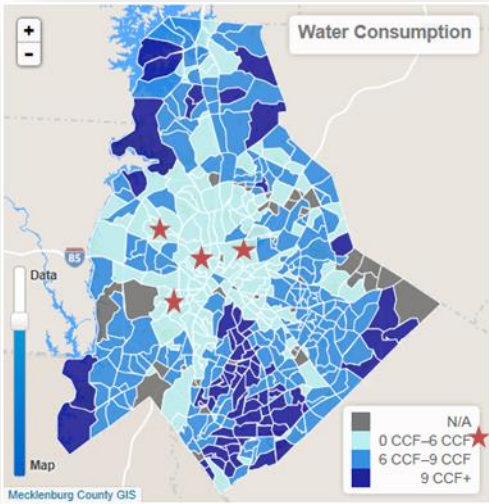 +
-
Water Consumption
85
Data
Map
N/A
0 CCF–6 CCF
6 CCF–9 CCF
9 CCF+
Mecklenburg County GIS